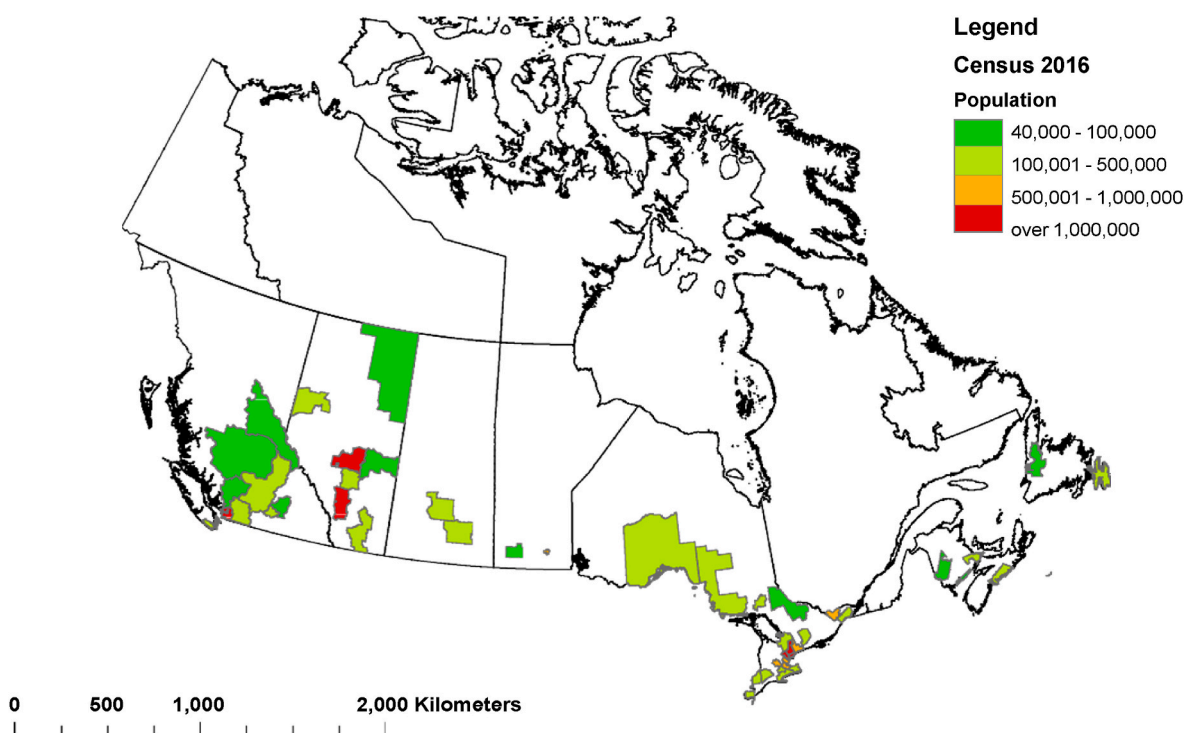 Legend
Census 2016
Population
40,000 - 100,000
100,001 - 500,000
500,001 - 1,000,000
over 1,000,000
0 500 1,000 2,000 Kilometers